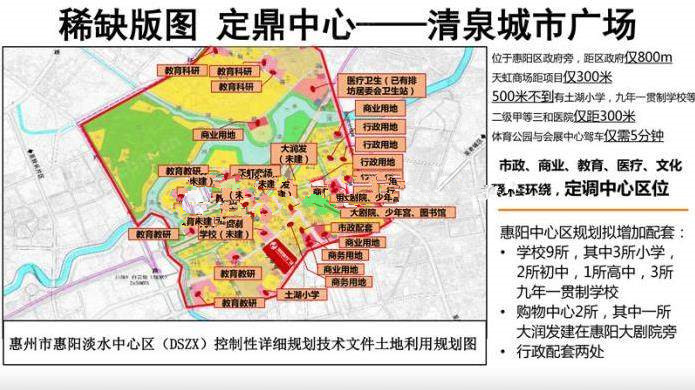 稀缺版图 定鼎中心——清泉城市广场
位于惠阳区政府旁，距区政府仅800m
天虹商场距项目仅300米
500米不到有土湖小学，九年一贯制学校等
二级甲等三和医院仅距300米
体育公园与会展中心驾车仅需5分钟
市政、商业、教育、医疗、文化
环绕，定调中心区位
惠阳中心区规划拟增加配套：
• 学校9所，其中3所小学，
2所初中，1所高中，3所
九年一贯制学校
• 购物中心2所，其中一所
大润发建在惠阳大剧院旁
• 行政配套两处
教育科研
教育科研
教育科研
医疗卫生（已有排
坊居委会卫生站）
商业用地
行政用地
行政用地
行政用地
商业用地
大润发
（未建）
教育教研
大剧院、少年宫、图书馆
市政配套
教育教研
学校（未建）
商业用地
商务用地
商业用地
商务用地
教育教研
教育教研
土湖小学
惠州市惠阳淡水中心区（DSZX）控制性详细规划技术文件土地利用规划图